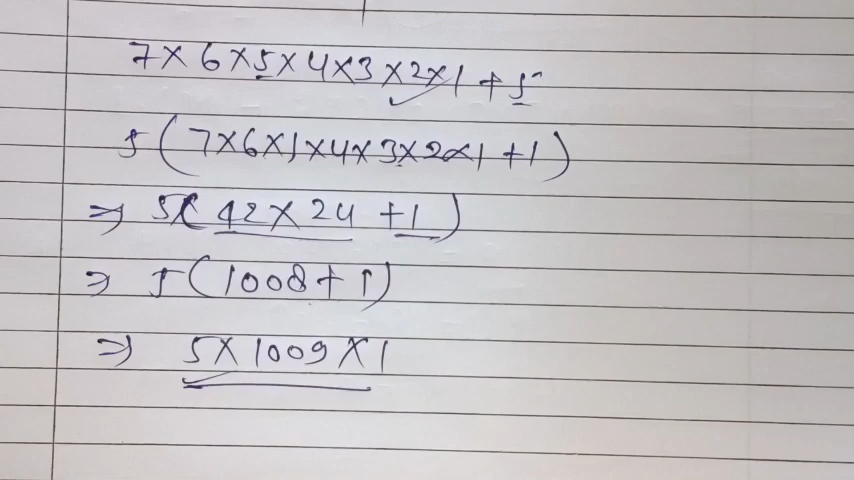 7 × 6 × 5 × 4 × 3 × 2 × 1 + 5
5 ( 7 × 6 × 1 × 4 × 3 × 2 × 1 + 1 )
⇒ 5 ( 42 × 24 + 1 )
⇒ 5 ( 1008 + 1 )
⇒ 5 × 1009 × 1